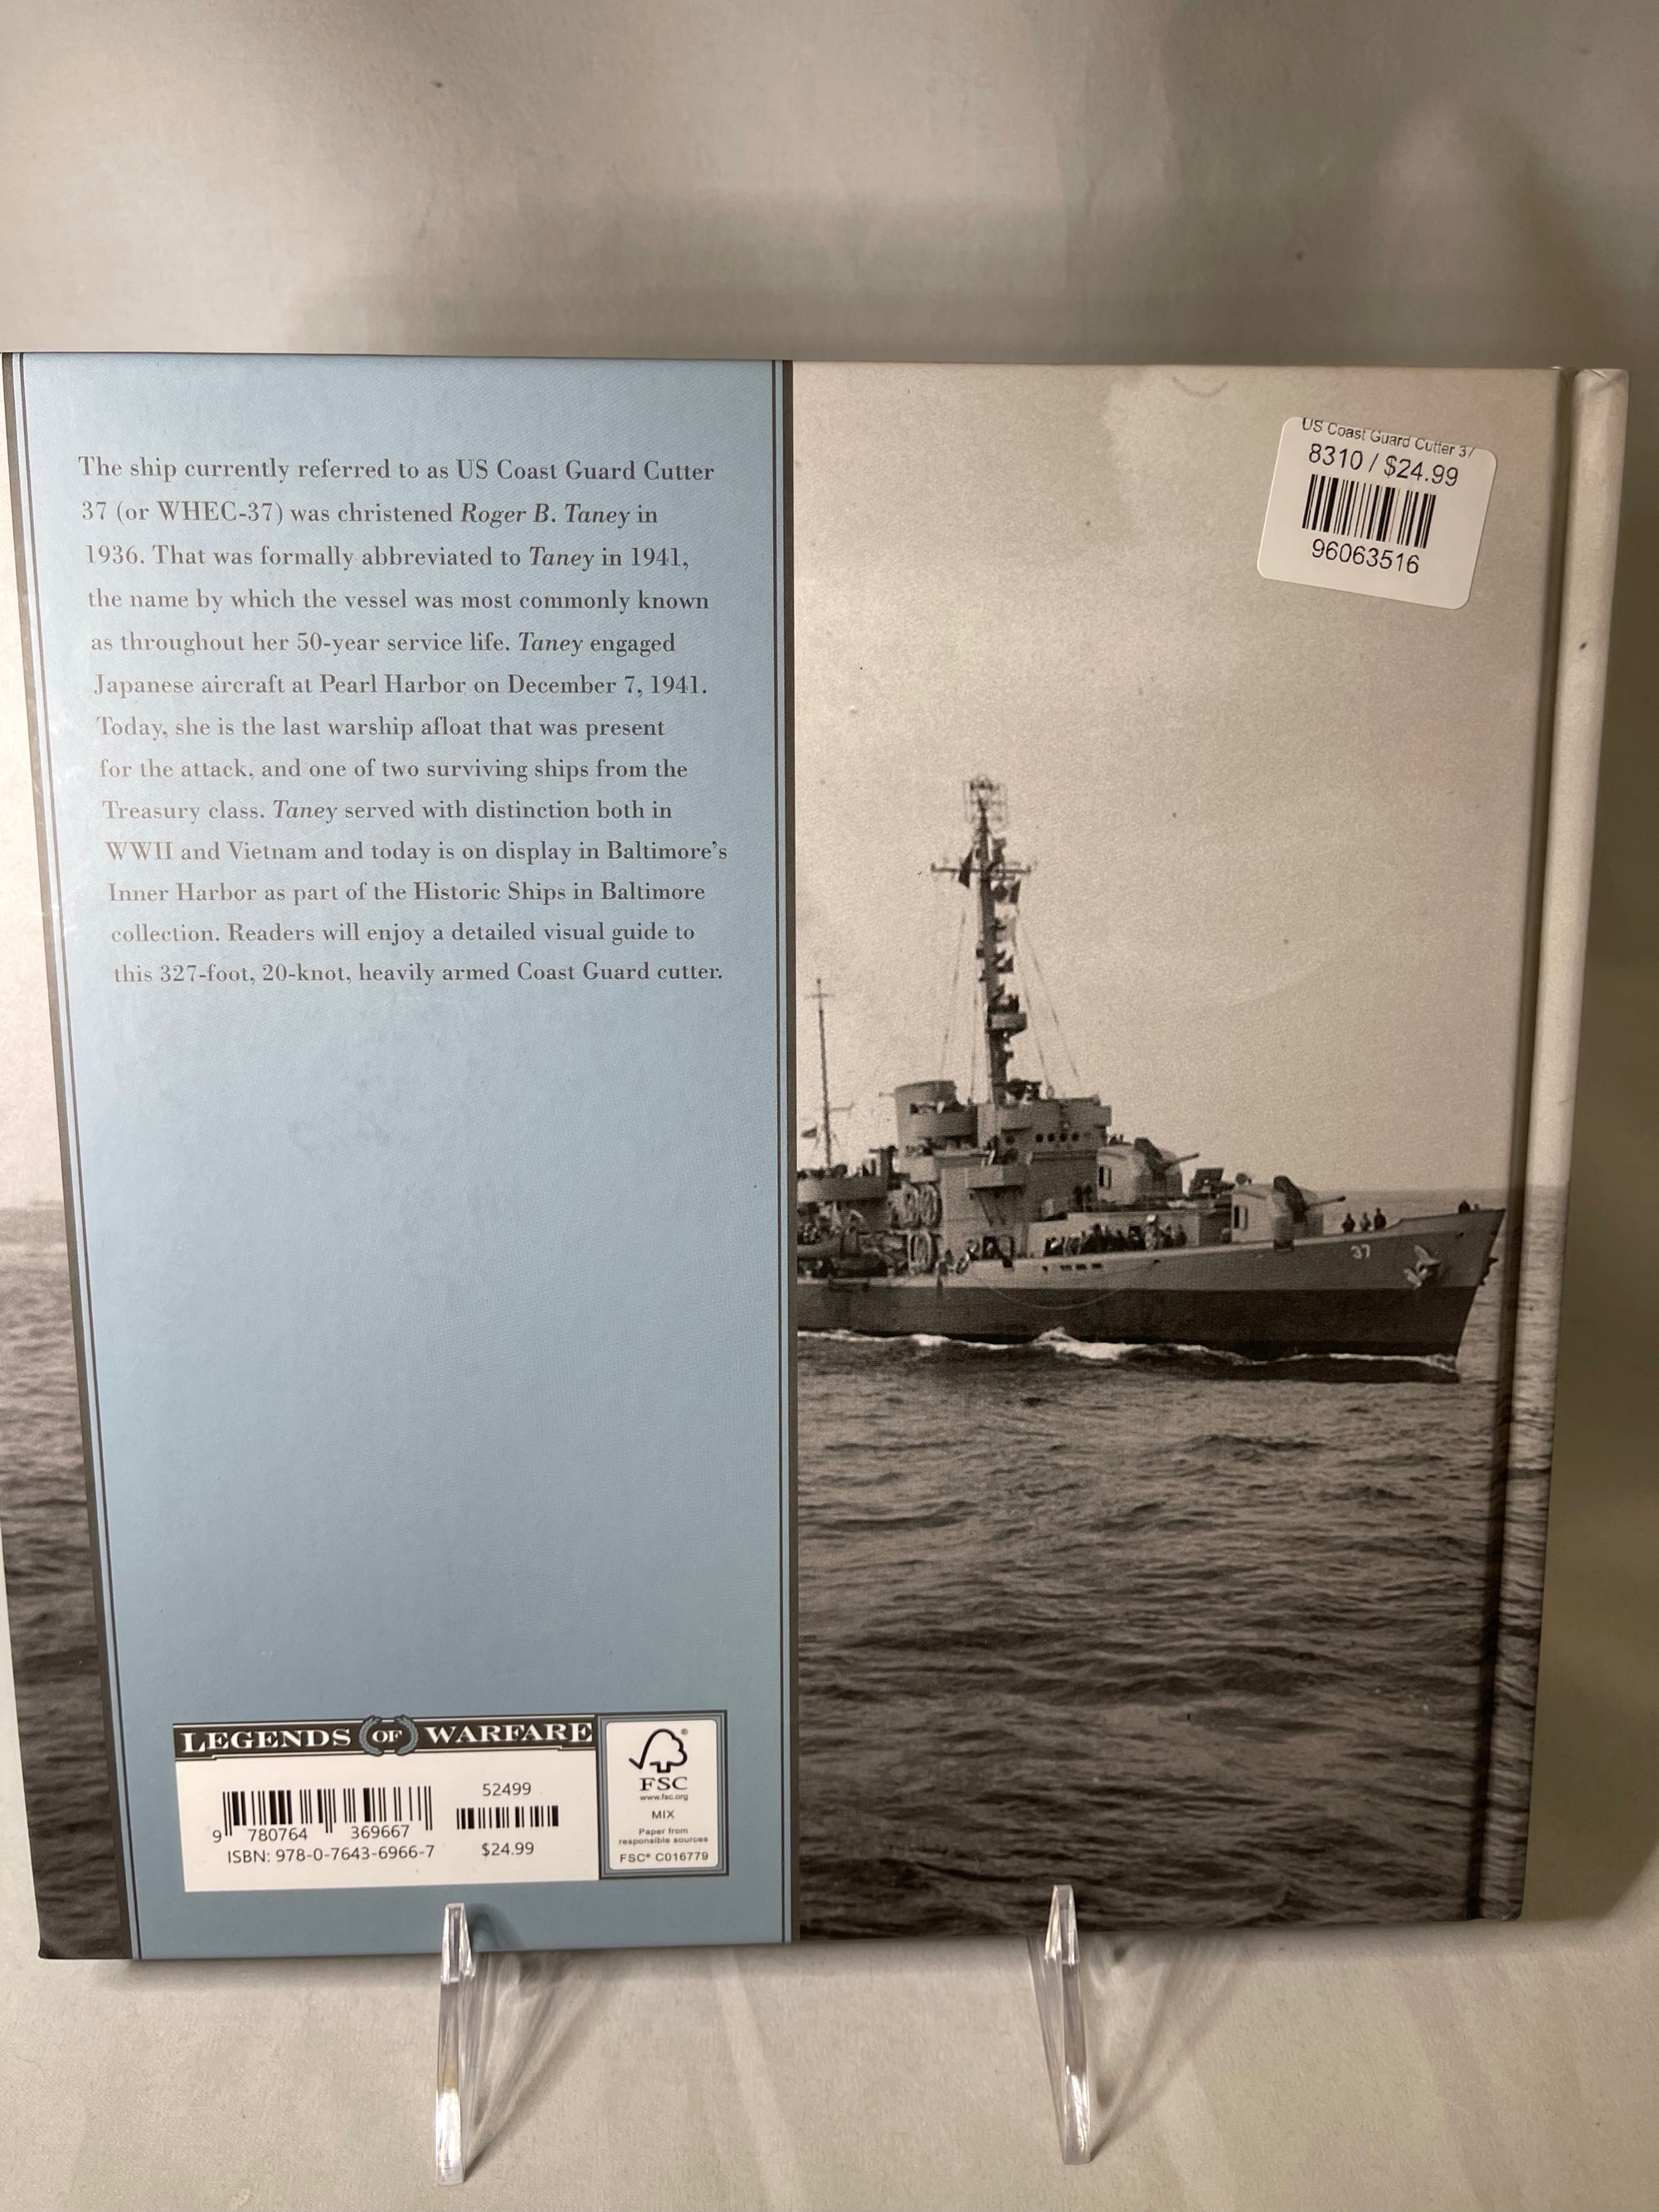 The ship currently referred to as US Coast Guard Cutter
37 (or WHEC-37) was christened Roger B. Taney in
1936. That was formally abbreviated to Taney in 1941,
the name by which the vessel was most commonly known
as throughout her 50-year service life. Taney engaged
Japanese aircraft at Pearl Harbor on December 7, 1941.
Today, she is the last warship afloat that was present
for the attack, and one of two surviving ships from the
Treasury class. Taney served with distinction both in
WWII and Vietnam and today is on display in Baltimore's
Inner Harbor as part of the Historic Ships in Baltimore
collection. Readers will enjoy a detailed visual guide to
this 327-foot, 20-knot, heavily armed Coast Guard cutter.
US Coast Guard Cutter 37
8310 / $24.99
96063516
37
LEGENDS OF WARFARE
52499
9 780764 369667
ISBN: 978-0-7643-6966-7
$24.99
FSC®
www.fsc.org
MIX
Paper from
responsible sources
FSC® C016779